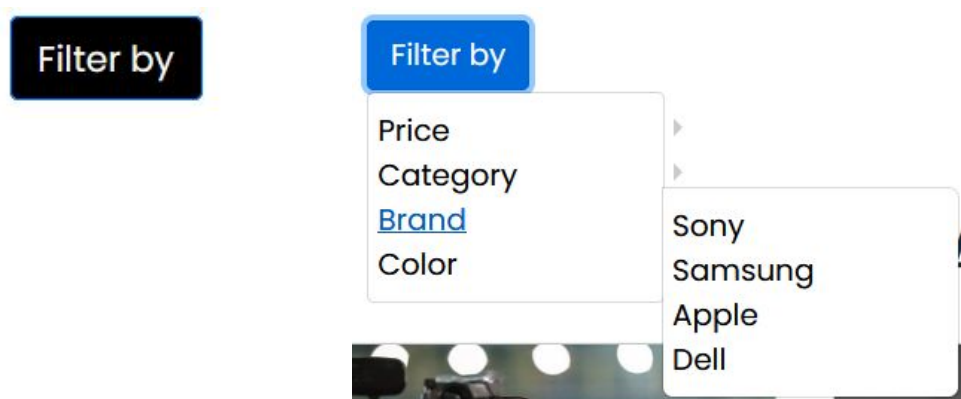 Filter by
Filter by
Price
Category
Brand
Color
Sony
Samsung
Apple
Dell